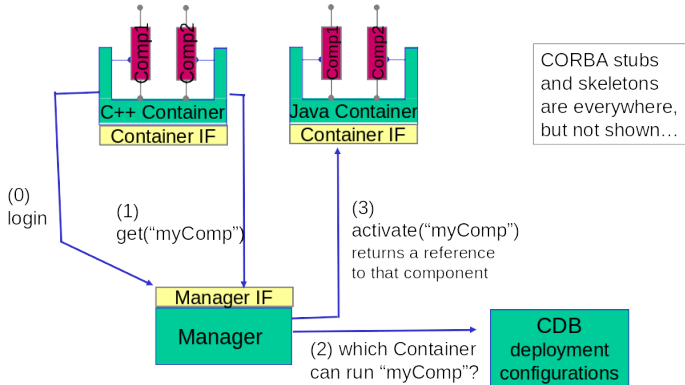 Comp1
Comp2
Comp1
Comp2
C++ Container
Java Container
Container IF
Container IF
CORBA stubs
and skeletons
are everywhere,
but not shown…
(0)
login
(1)
get(“myComp”)
(3)
activate(“myComp”)
returns a reference
to that component
Manager IF
Manager
(2) which Container
can run “myComp”?
CDB
deployment
configurations